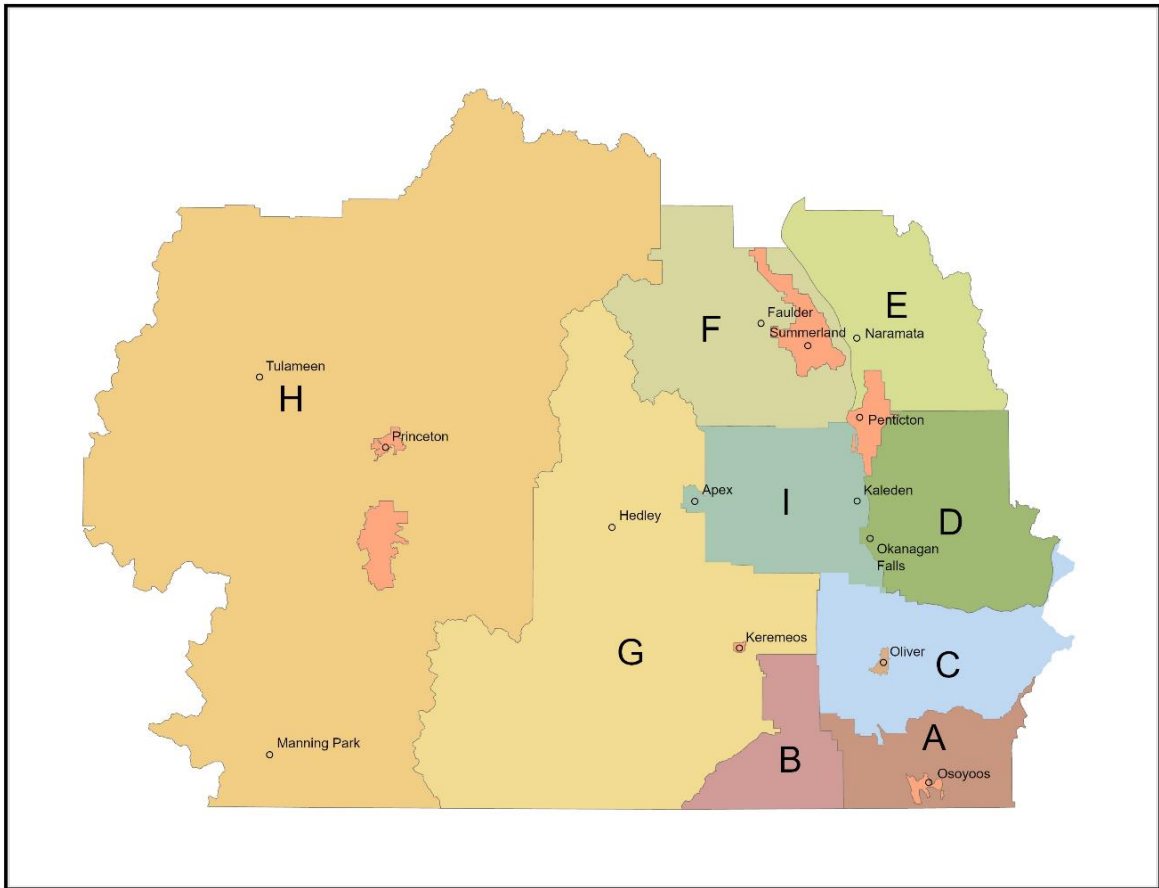 E
Faulder
F
Summerland
Naramata
Tulameen
H
Penticton
Princeton
Apex
I
Kaleden
Hedley
D
Okanagan
Falls
Keremeos
G
Oliver
C
A
Manning Park
B
Osoyoos